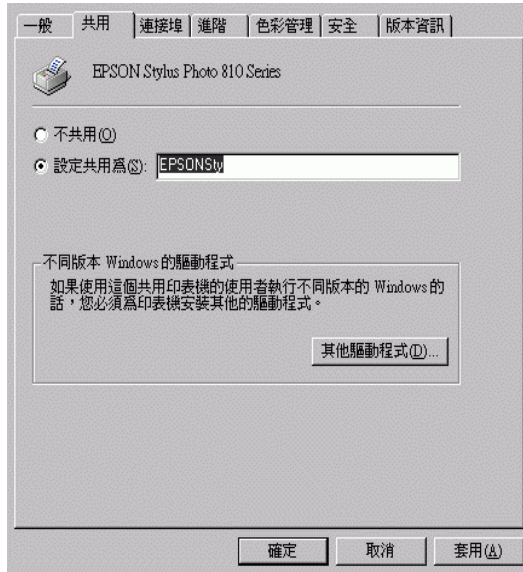 一般 共用 連接埠 進階 色彩管理 安全 版本資訊
EPSON Stylus Photo 810 Series
不共用(O)
設定共用為(S): EPSONSty
不同版本 Windows 的驅動程式
如果使用這個共用印表機的使用者執行不同版本的 Windows 的
話，您必須為印表機安裝其他的驅動程式。
其他驅動程式(D)...
確定 取消 套用(A)